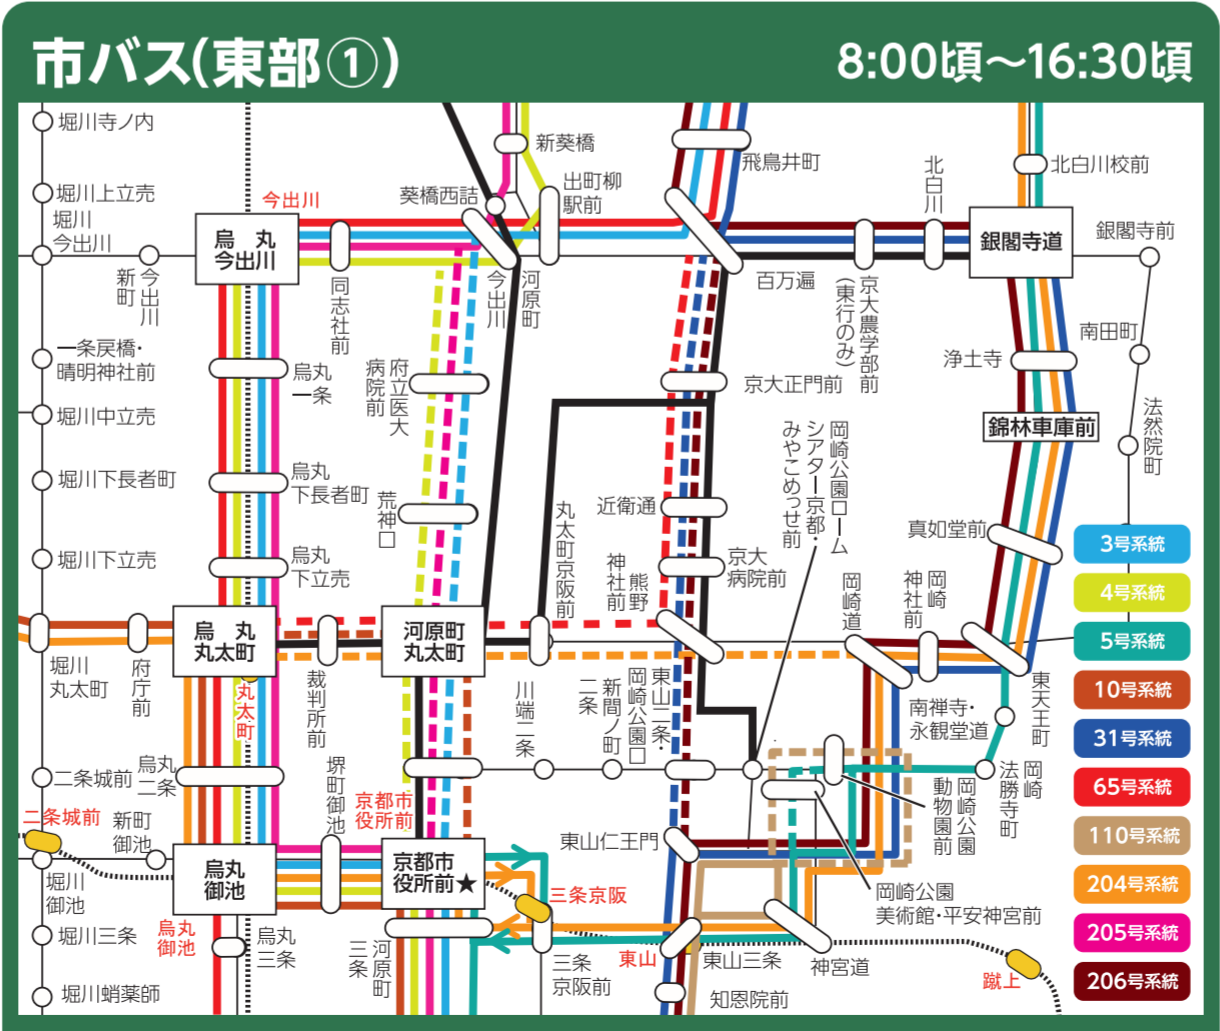 市バス(東部①)
8:00頃〜16:30頃
堀川寺ノ内
新葵橋
飛鳥井町
北白川
北白川校前
堀川上立売
今出川
葵橋西詰
出町柳
駅前
堀川
今出川
烏 丸
今出川
銀閣寺道
銀閣寺前
新町
今出川
同志社前
今出川
河原町
百万遍
京大農学部前
(東行のみ)
南田町
一条戻橋・
晴明神社前
烏丸
一条
府立医大
病院前
京大正門前
浄土寺
堀川中立売
錦林車庫前
法然院町
岡崎公園ローム
シアター京都・
みやこめっせ前
堀川下長者町
烏丸
下長者町
荒神口
丸太町京阪前
近衛通
真如堂前
3号系統
堀川下立売
烏丸
下立売
熊野
神社前
京大
病院前
岡崎道
岡崎
神社前
4号系統
烏 丸
丸太町
河原町
丸太町
5号系統
堀川
丸太町
府庁前
丸太町
裁判所前
川端二条
新間ノ町
二条
東山二条・
岡崎公園口
南禅寺・
永観堂道
東天王町
10号系統
31号系統
二条城前
烏丸
二条
堺町御池
京都市
役所前
岡崎公園
動物園前
岡崎
法勝寺町
65号系統
二条城前
新町
御池
東山仁王門
110号系統
烏丸
御池
京都市
役所前★
三条京阪
岡崎公園
美術館・平安神宮前
204号系統
堀川
御池
堀川三条
烏丸
御池
烏丸
三条
河原町
三条
三条
京阪前
東山
東山三条
神宮道
蹴上
205号系統
206号系統
堀川蛸薬師
知恩院前